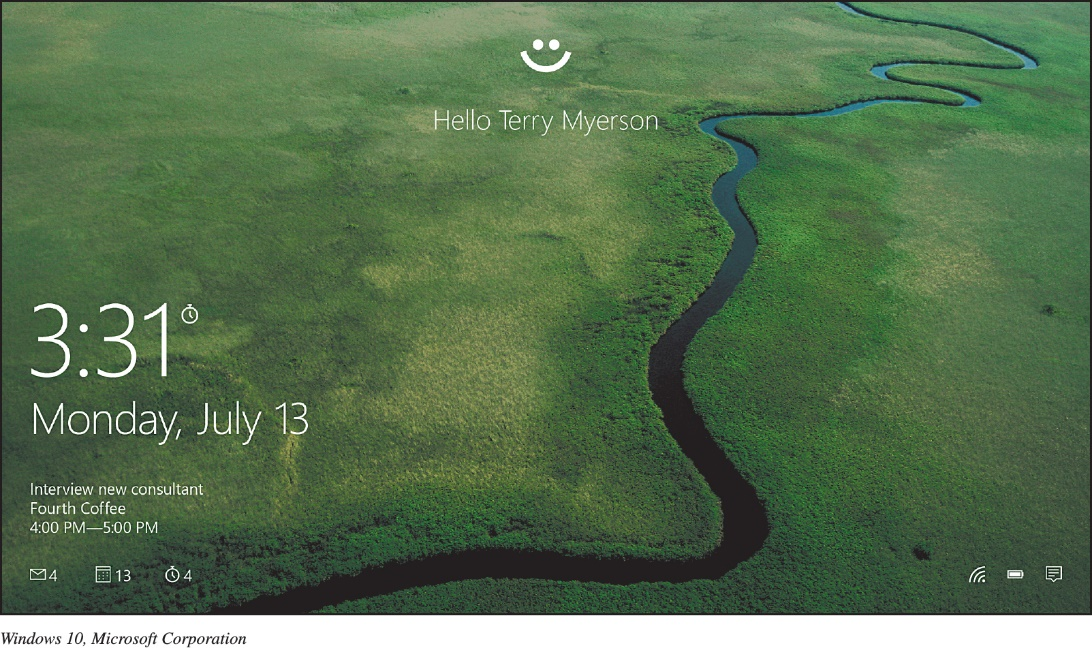 Hello Terry Myerson
3:31
Monday, July 13
Interview new consultant
Fourth Coffee
4:00 PM—5:00 PM
4 13 4
Windows 10, Microsoft Corporation